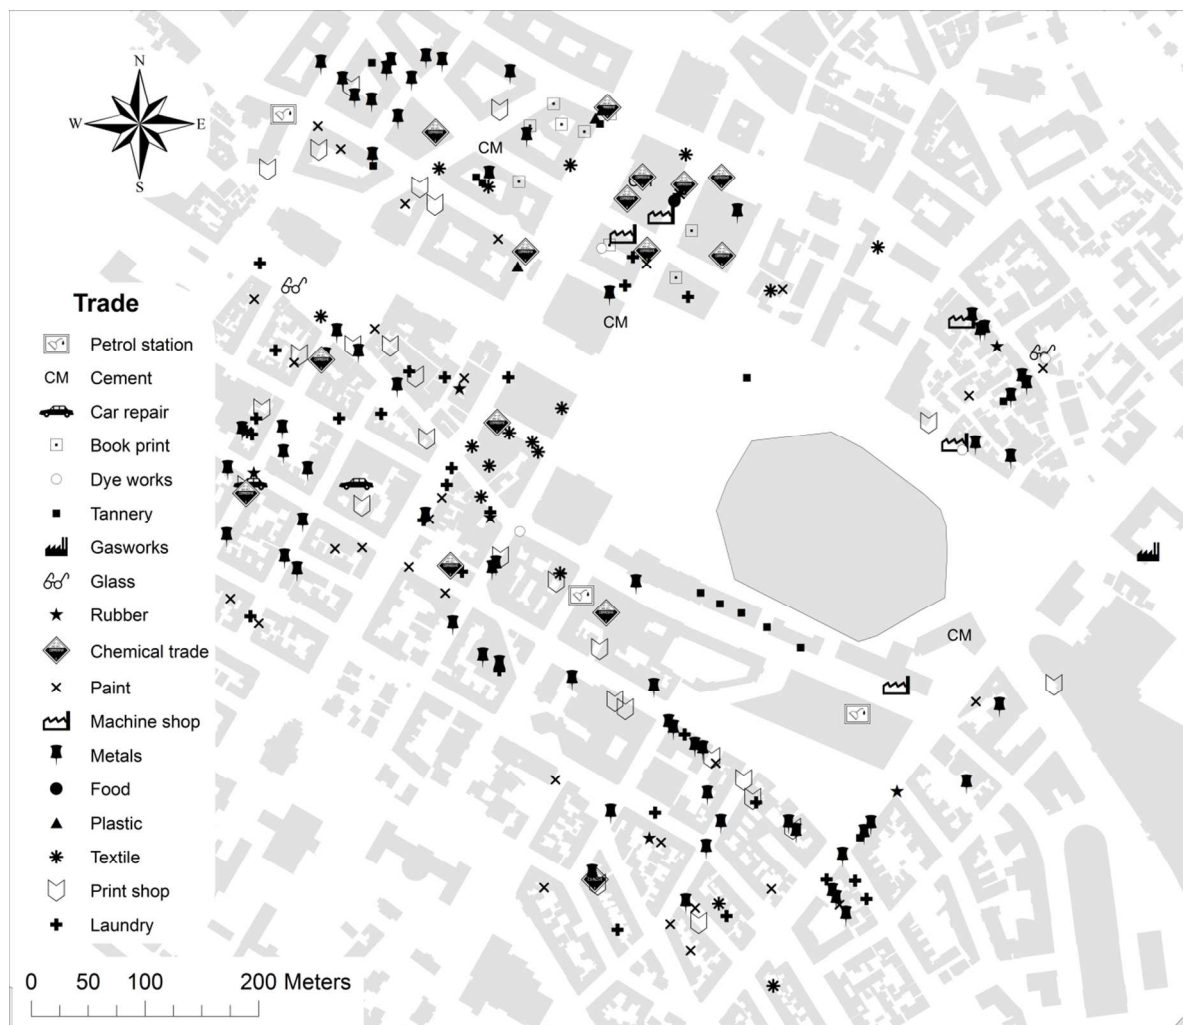 N
W E
S
CM
CM
CM
Trade
Petrol station
CM Cement
Car repair
Book print
Dye works
Tannery
Gasworks
Glass
Rubber
Chemical trade
Paint
Machine shop
Metals
Food
Plastic
Textile
Print shop
Laundry
0 50 100 200 Meters